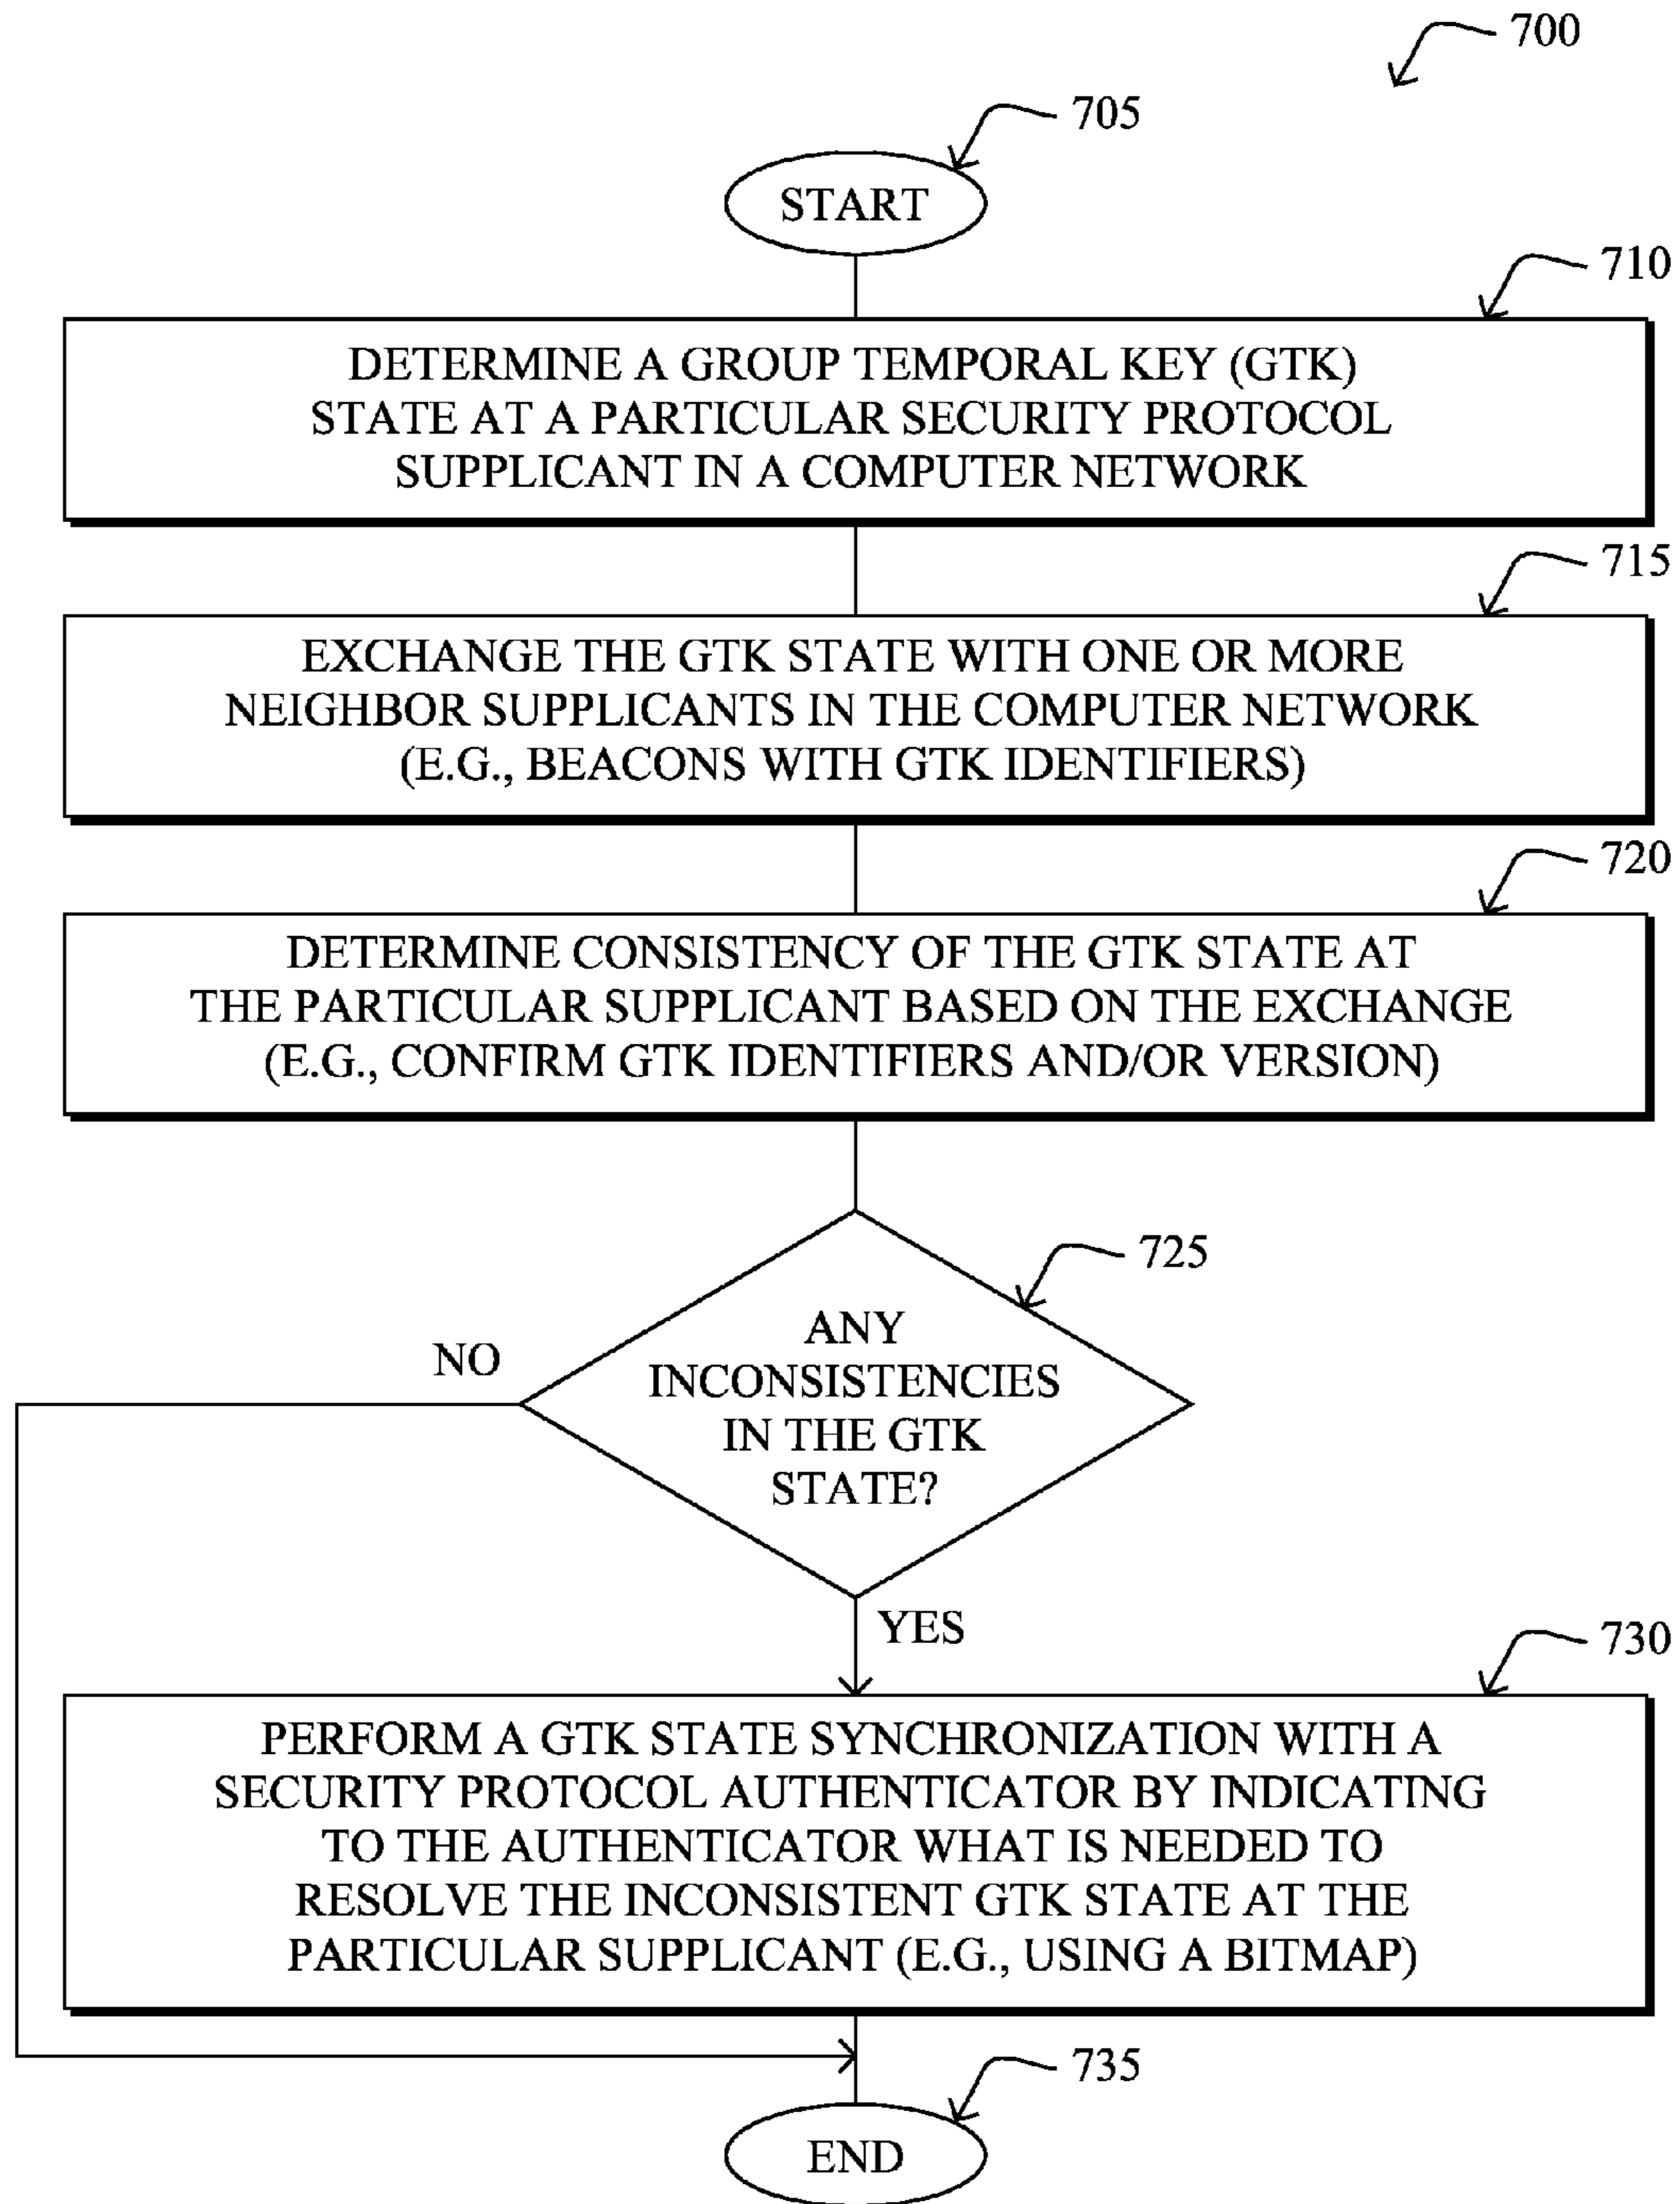 700
705
START
710
DETERMINE A GROUP TEMPORAL KEY (GTK)
STATE AT A PARTICULAR SECURITY PROTOCOL
SUPPLICANT IN A COMPUTER NETWORK
715
EXCHANGE THE GTK STATE WITH ONE OR MORE
NEIGHBOR SUPPLICANTS IN THE COMPUTER NETWORK
(E.G., BEACONS WITH GTK IDENTIFIERS)
720
DETERMINE CONSISTENCY OF THE GTK STATE AT
THE PARTICULAR SUPPLICANT BASED ON THE EXCHANGE
(E.G., CONFIRM GTK IDENTIFIERS AND/OR VERSION)
725
ANY
INCONSISTENCIES
IN THE GTK
STATE?
NO
YES
730
PERFORM A GTK STATE SYNCHRONIZATION WITH A
SECURITY PROTOCOL AUTHENTICATOR BY INDICATING
TO THE AUTHENTICATOR WHAT IS NEEDED TO
RESOLVE THE INCONSISTENT GTK STATE AT THE
PARTICULAR SUPPLICANT (E.G., USING A BITMAP)
735
END